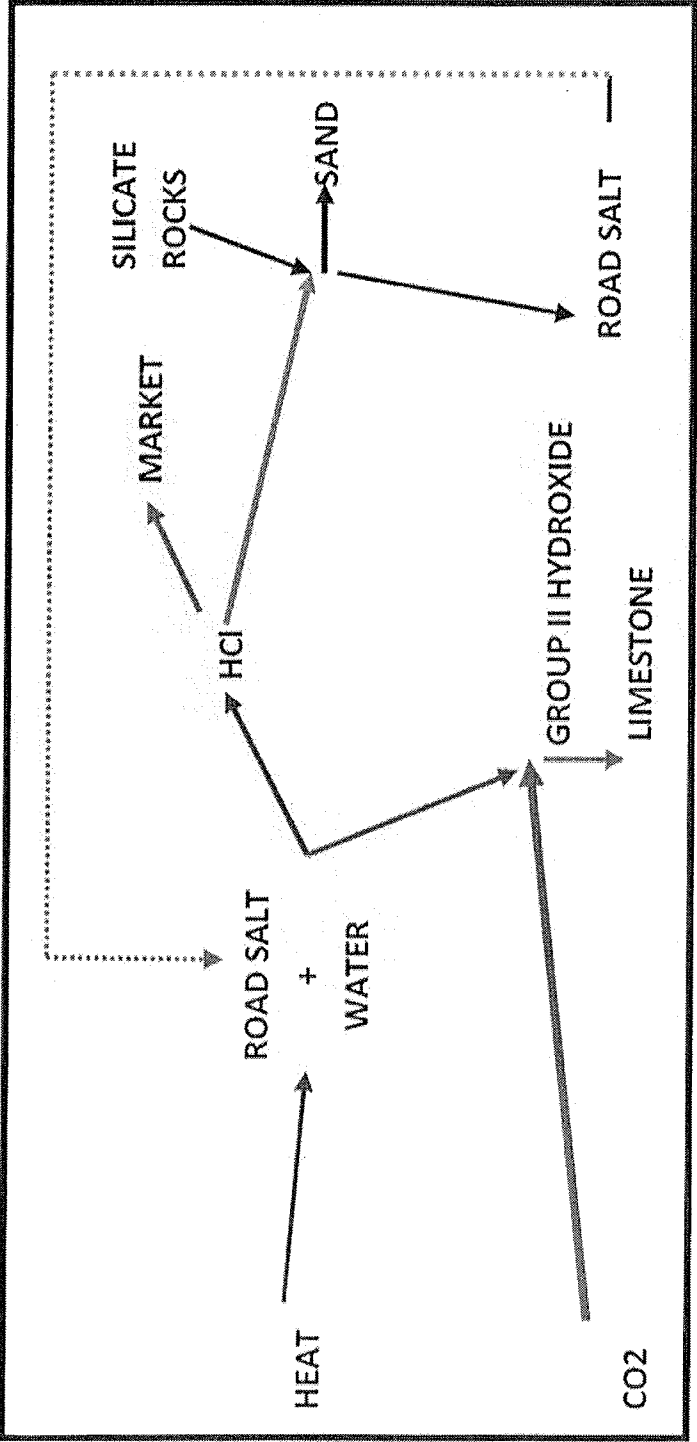 HEAT
CO2
ROAD SALT
+
WATER
HCl
MARKET
GROUP II HYDROXIDE
LIMESTONE
SILICATE
ROCKS
SAND
ROAD SALT